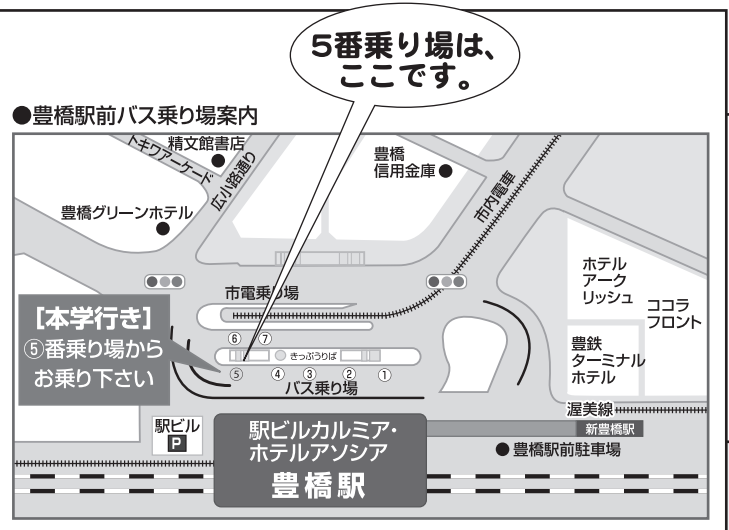 5番乗り場は、
ここです。
●豊橋駅前バス乗り場案内
精文館書店
トキワアーケード
広小路通り
豊橋
信用金庫
市内電車
豊橋グリーンホテル
市電乗り場
ホテル
アーク
リッシュ
ココラ
フロント
[本学行き]
⑤番乗り場から
お乗り下さい
⑥ ⑦
きっぷうりば
⑤ ④ ③ ② ①
バス乗り場
豊鉄
ターミナル
ホテル
渥美線
新豊橋駅
駅ビル
P
駅ビルカルミア・
ホテルアソシア
豊橋駅
豊橋駅前駐車場